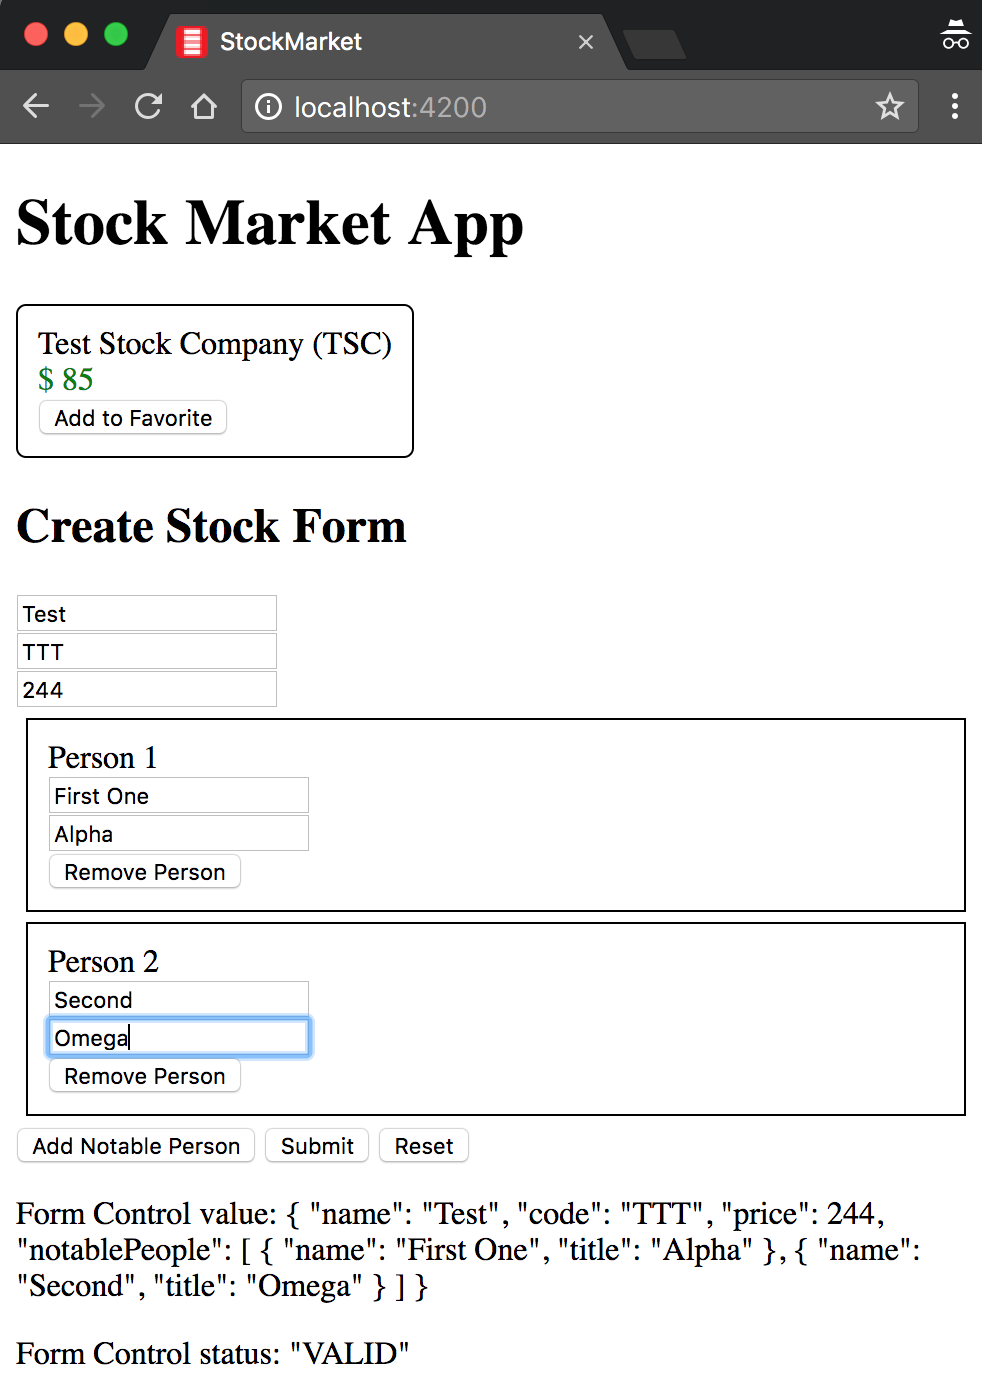 StockMarket
localhost:4200
Stock Market App
Test Stock Company (TSC)
$ 85
Add to Favorite
Create Stock Form
Test
TTT
244
Person 1
First One
Alpha
Remove Person
Person 2
Second
Omega
Remove Person
Add Notable Person Submit Reset
Form Control value: { "name": "Test", "code": "TTT", "price": 244,
"notablePeople": [ { "name": "First One", "title": "Alpha" }, { "name":
"Second", "title": "Omega" } ] }
Form Control status: "VALID"